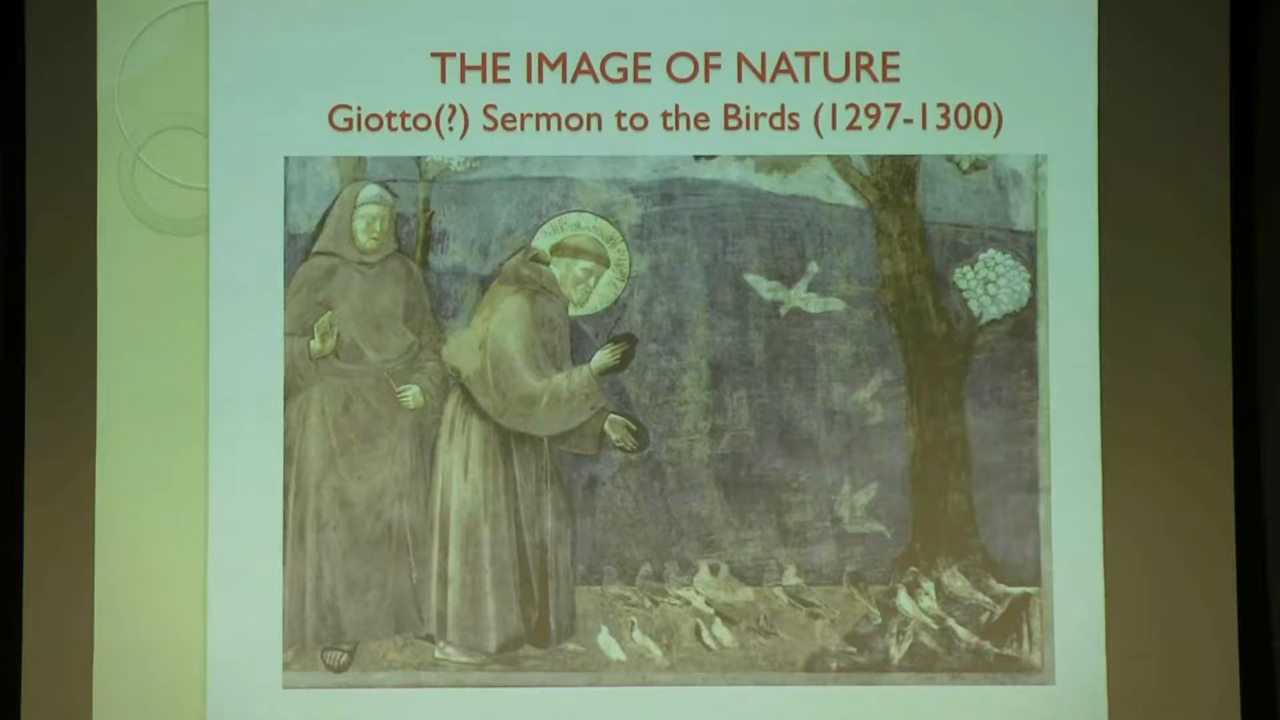 THE IMAGE OF NATURE
Giotto(?) Sermon to the Birds (1297-1300)